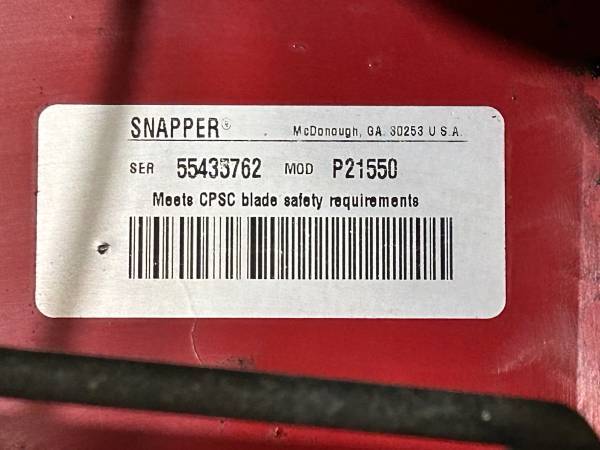 SNAPPER® McDonough, GA. 30253 U S.A.
SER 55435762 MOD P21550
Meets CPSC blade safety requirements